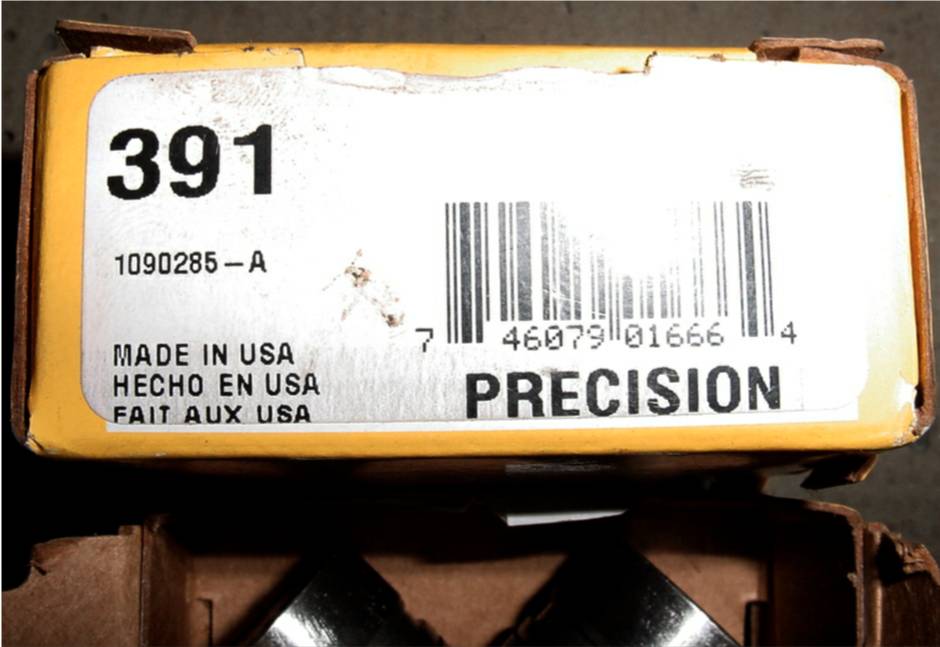 391
1090285-A
7 46079 01666 4
MADE IN USA
HECHO EN USA
FAIT AUX USA
PRECISION